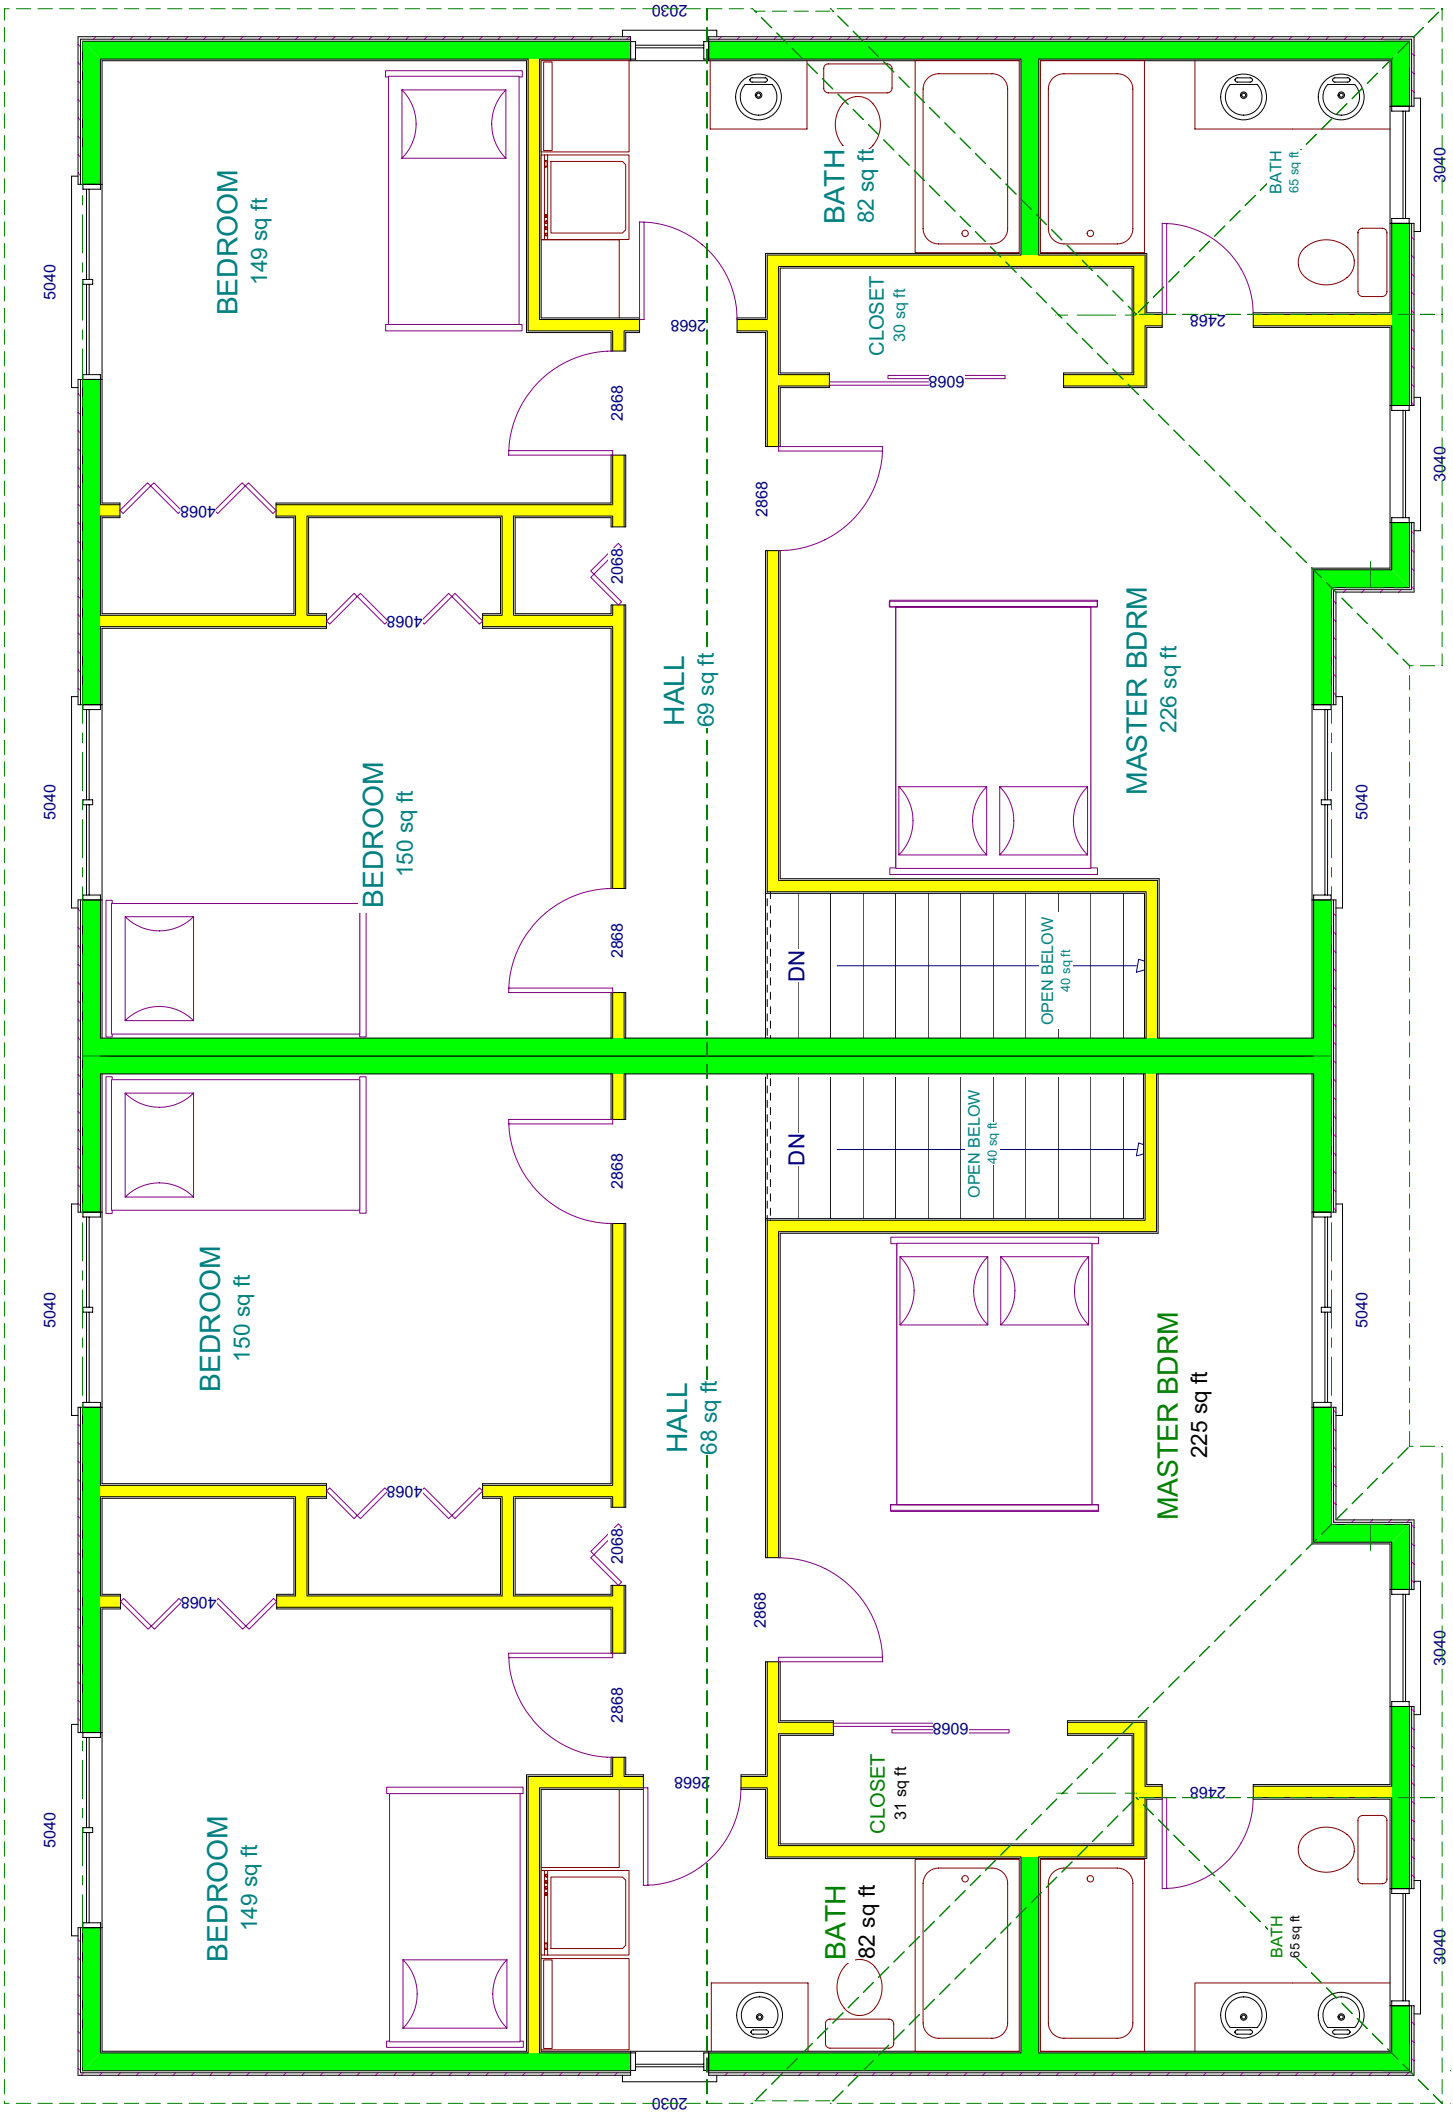 2030
5040
BEDROOM
149 sq ft
BATH
82 sq ft
BATH
65 sq ft
3040
CLOSET
30 sq ft
2668
2468
2868
6068
3040
4068
2868
2068
4068
HALL
69 sq ft
MASTER BDRM
226 sq ft
5040
BEDROOM
150 sq ft
5040
2868
DN
OPEN BELOW
40 sq ft
DN
OPEN BELOW
40 sq ft
2868
5040
BEDROOM
150 sq ft
5040
HALL
68 sq ft
MASTER BDRM
225 sq ft
4068
2068
4068
2868
3040
2868
6068
2668
2468
CLOSET
31 sq ft
5040
BEDROOM
149 sq ft
BATH
82 sq ft
BATH
65 sq ft
3040
2030